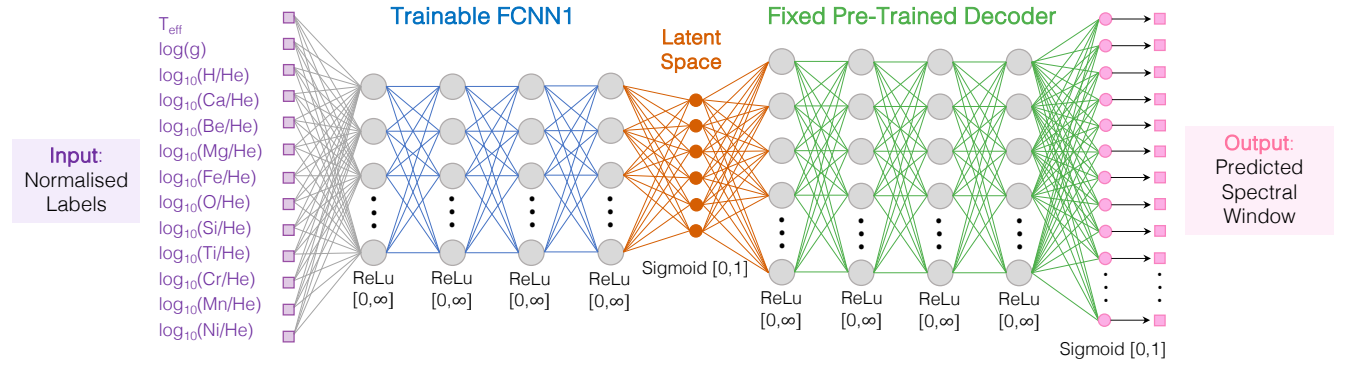 Trainable FCNN1
Fixed Pre-Trained Decoder
Latent
Space
Input:
Normalised
Labels
T_eff
log(g)
log₁₀(H/He)
log₁₀(Ca/He)
log₁₀(Be/He)
log₁₀(Mg/He)
log₁₀(Fe/He)
log₁₀(O/He)
log₁₀(Si/He)
log₁₀(Ti/He)
log₁₀(Cr/He)
log₁₀(Mn/He)
log₁₀(Ni/He)
ReLu
[0,∞]
ReLu
[0,∞]
ReLu
[0,∞]
ReLu
[0,∞]
Sigmoid [0,1]
ReLu
[0,∞]
ReLu
[0,∞]
ReLu
[0,∞]
ReLu
[0,∞]
Sigmoid [0,1]
Output:
Predicted
Spectral
Window